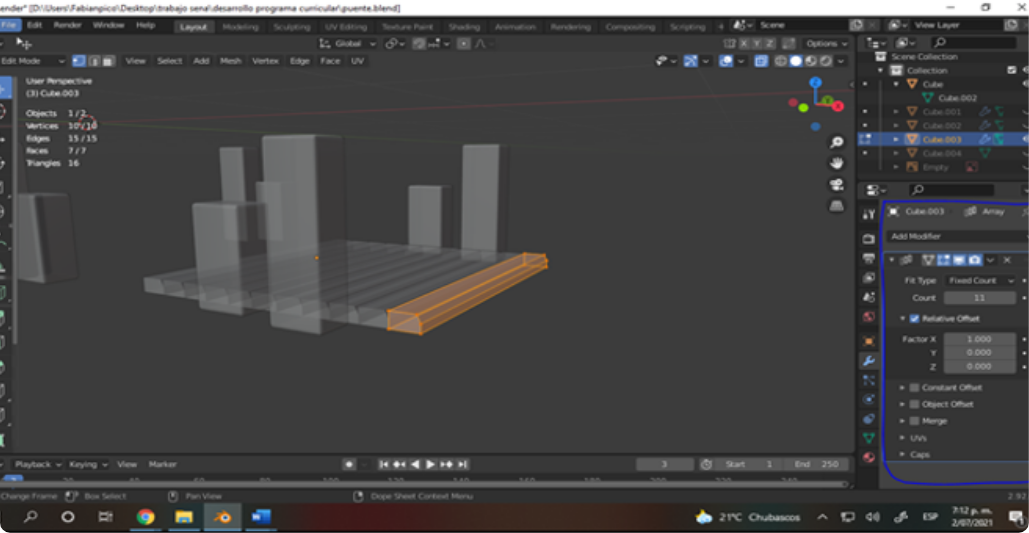 ender* [D:\Users\Fabianpico\Desktop\trabajo sena\desarrollo programa curricular\puente.blend]
File Edit Render Window Help Layout Modeling Sculpting UV Editing Texture Paint Shading Animation Rendering Compositing Scripting + Scene View Layer
Global X Y Z Options
Edit Mode View Select Add Mesh Vertex Edge Face UV
User Perspective
(3) Cube.003
Objects 1/2
Vertices 10/10
Edges 15/15
Faces 7/7
Triangles 16
Scene Collection
Collection
Cube
Cube.002
Cube.001
Cube.002
Cube.003
Cube.004
Empty
Cube.003 Array
Add Modifier
Fit Type Fixed Count
Count 11
Relative Offset
Factor X 1.000
Y 0.000
Z 0.000
Constant Offset
Object Offset
Merge
UVs
Caps
Playback Keying View Marker 3 Start 1 End 250
Change Frame Box Select Pan View Dope Sheet Context Menu 2.92
21°C Chubascos ESP 7:12 p. m.
2/07/2021